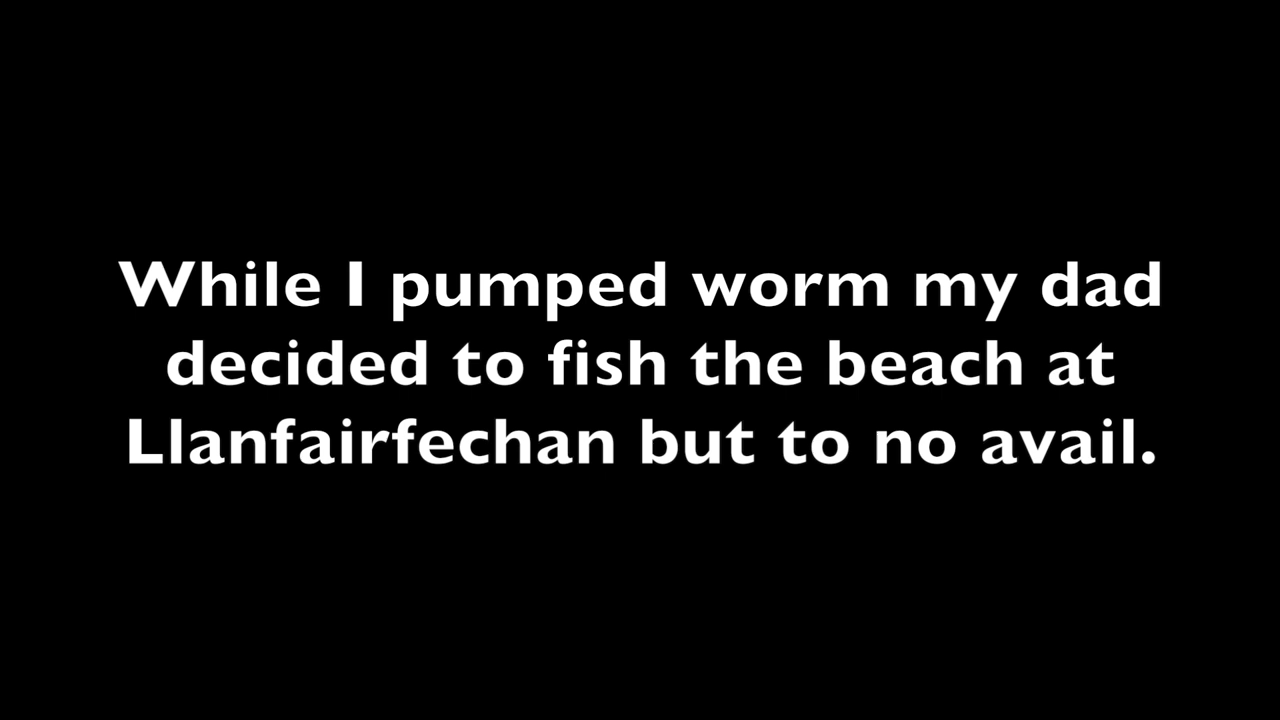 While I pumped worm my dad
decided to fish the beach at
Llanfairfechan but to no avail.